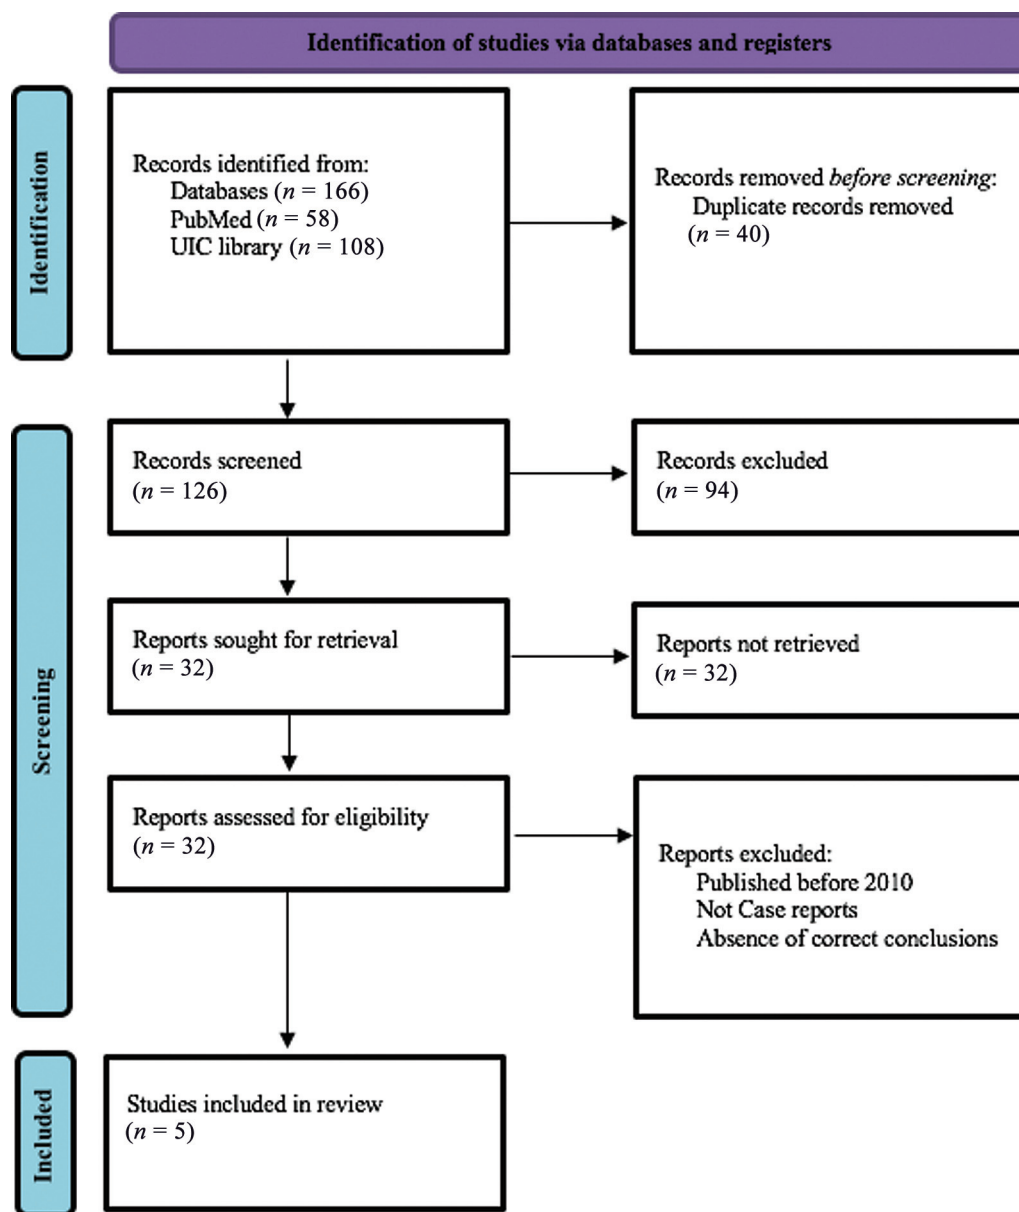 Identification of studies via databases and registers
Identification
Records identified from:
Databases (n = 166)
PubMed (n = 58)
UIC library (n = 108)
Records removed before screening:
Duplicate records removed
(n = 40)
Screening
Records screened
(n = 126)
Records excluded
(n = 94)
Reports sought for retrieval
(n = 32)
Reports not retrieved
(n = 32)
Reports assessed for eligibility
(n = 32)
Reports excluded:
Published before 2010
Not Case reports
Absence of correct conclusions
Included
Studies included in review
(n = 5)